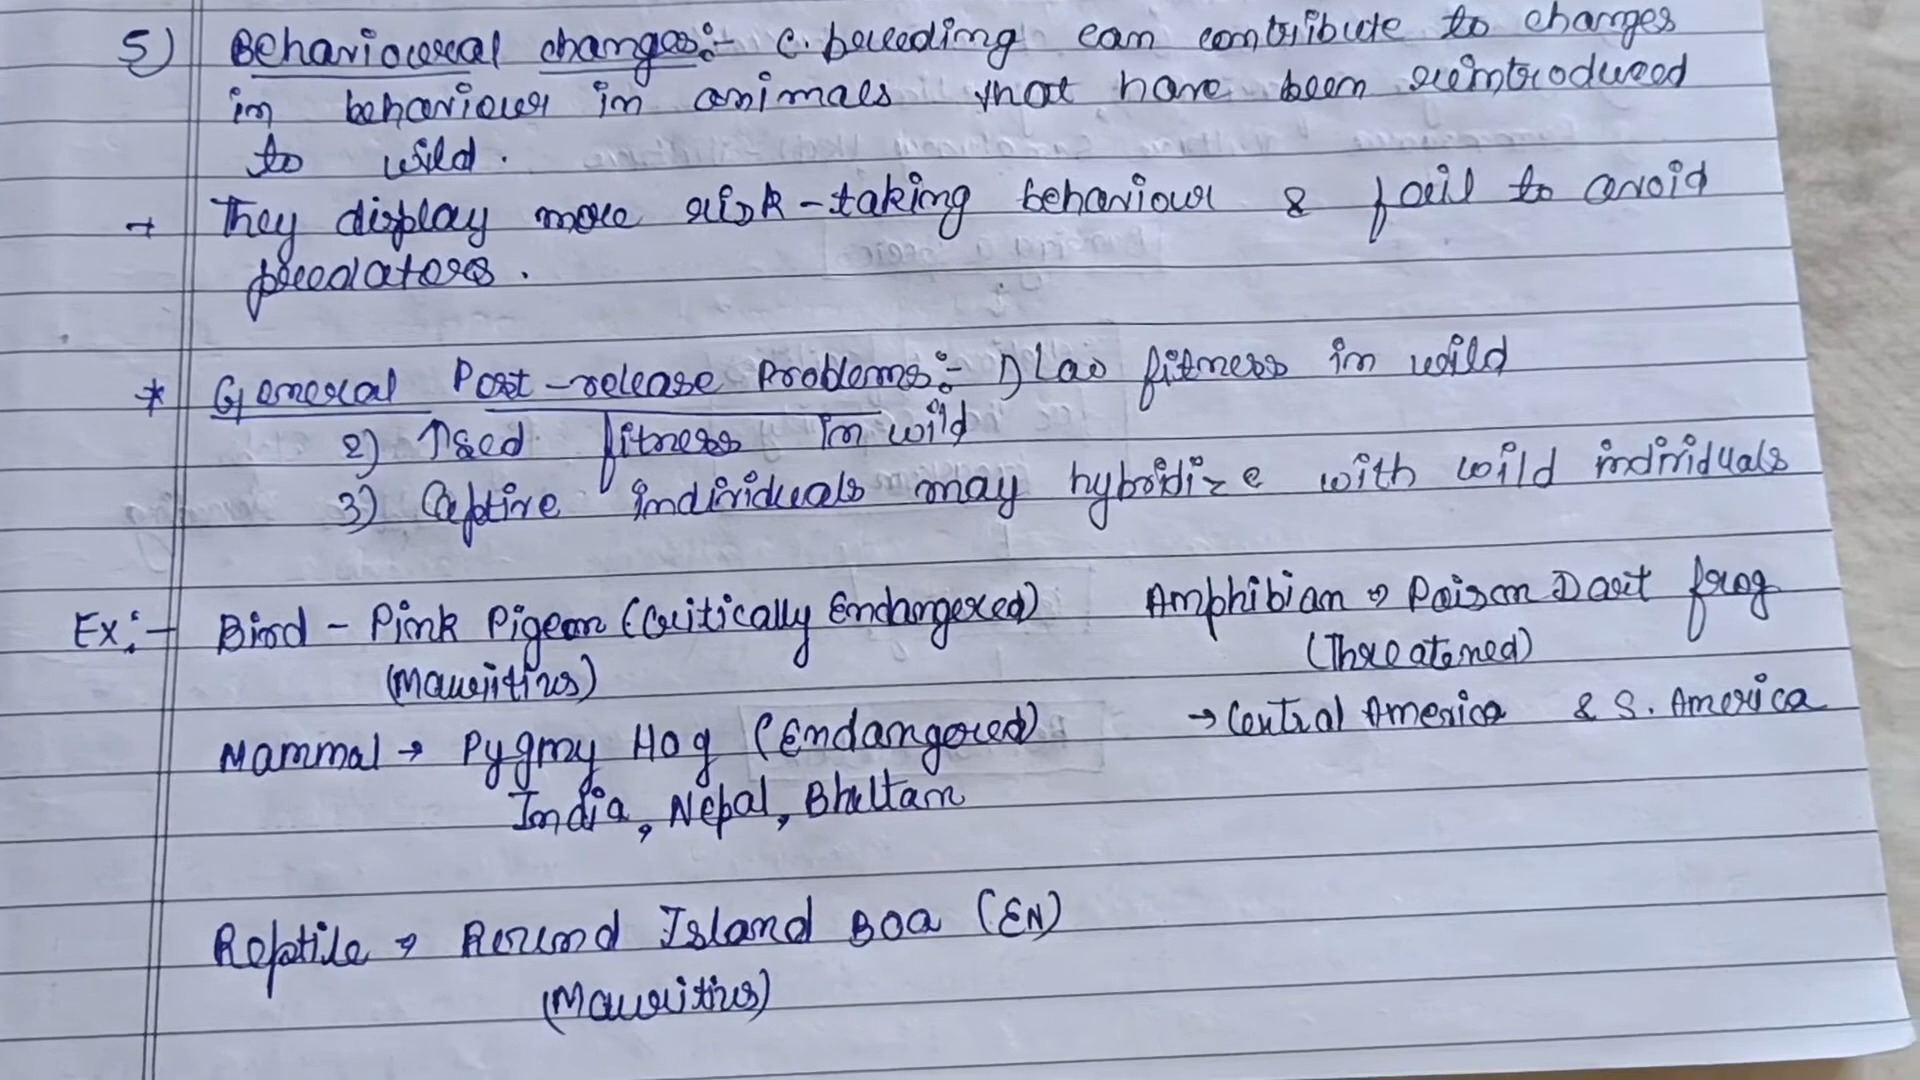 5) Behavioural changes:- C. breeding can contribute to changes
in behaviour in animals that have been reintroduced
to wild.
→ They display more risk-taking behaviour & fail to avoid
predators.
* General Post-release Problems:- 1) Low fitness in wild
2) ↑sed fitness in wild
3) Captive individuals may hybridize with wild individuals
Ex:- Bird - Pink Pigeon (Critically Endangered) Amphibian → Poison Dart frog
(Mauritius) (Threatened)
Mammal → Pygmy Hog (Endangered) → Central America & S. America
India, Nepal, Bhutan
Reptile → Round Island Boa (EN)
(Mauritius)